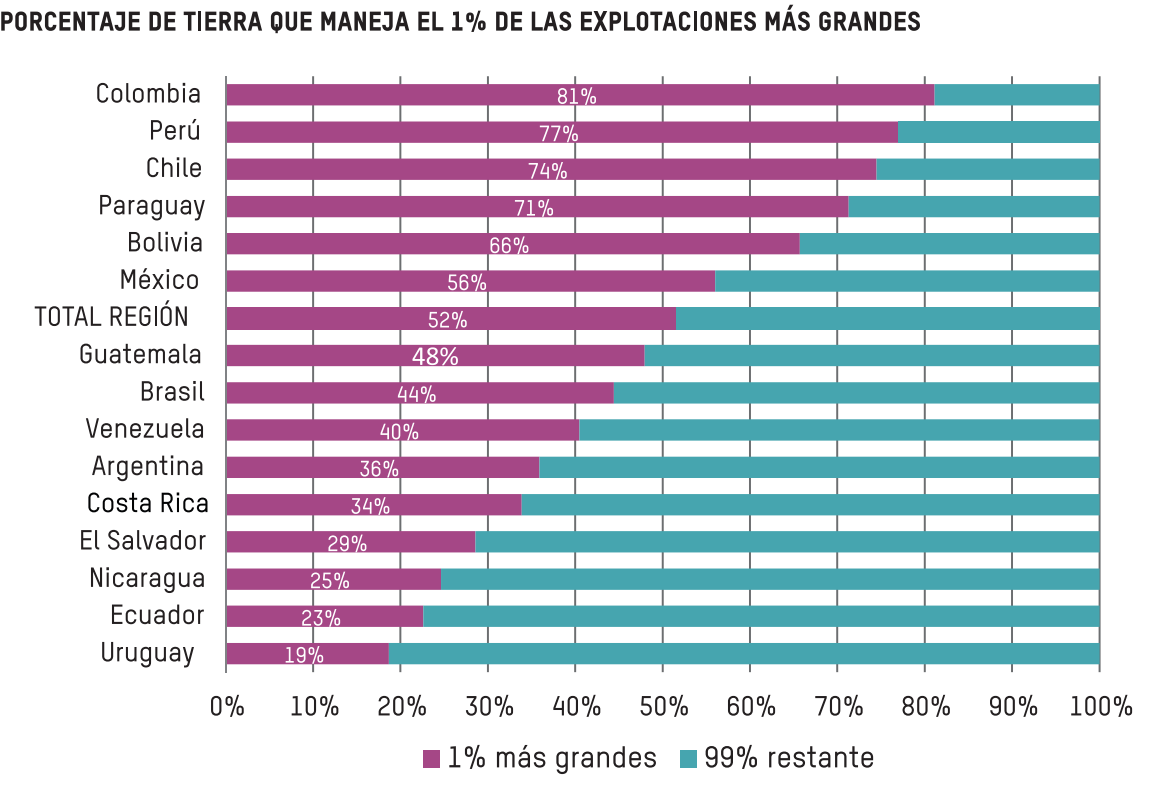 PORCENTAJE DE TIERRA QUE MANEJA EL 1% DE LAS EXPLOTACIONES MÁS GRANDES
Colombia 81%
Perú 77%
Chile 74%
Paraguay 71%
Bolivia 66%
México 56%
TOTAL REGIÓN 52%
Guatemala 48%
Brasil 44%
Venezuela 40%
Argentina 36%
Costa Rica 34%
El Salvador 29%
Nicaragua 25%
Ecuador 23%
Uruguay 19%
0% 10% 20% 30% 40% 50% 60% 70% 80% 90% 100%
1% más grandes 99% restante